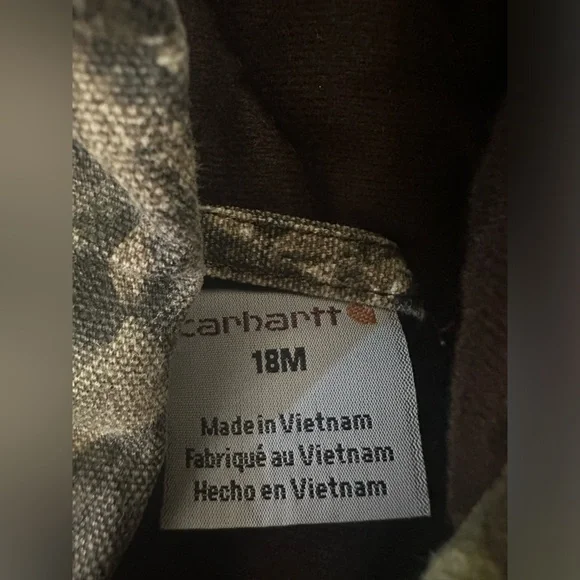 carhartt
18M
Made in Vietnam
Fabriqué au Vietnam
Hecho en Vietnam